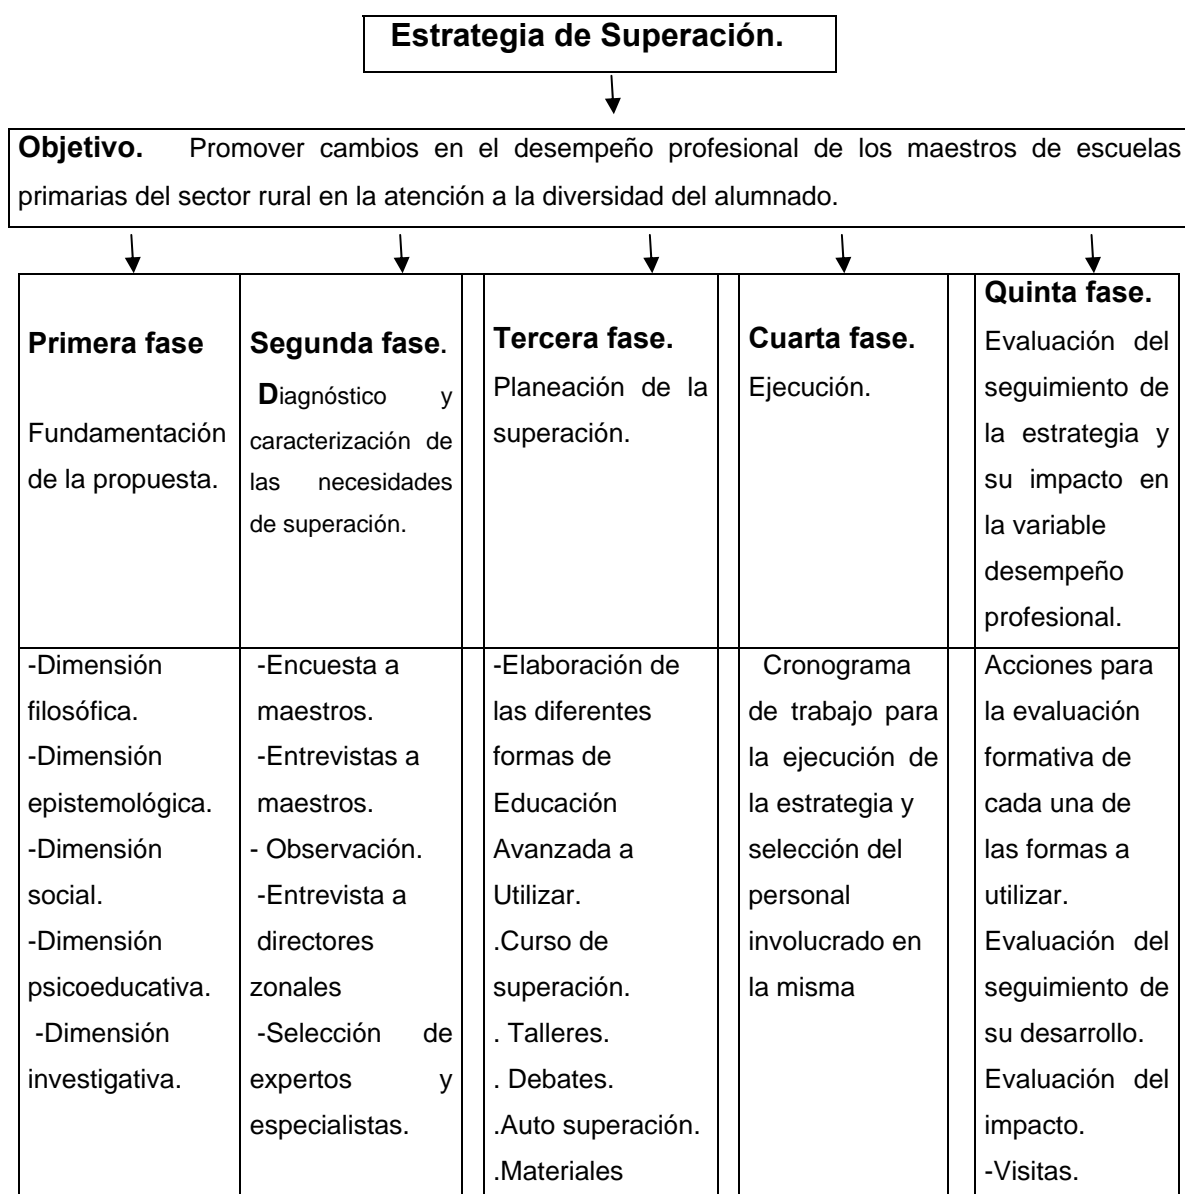 Estrategia de Superación.
Objetivo. Promover cambios en el desempeño profesional de los maestros de escuelas
primarias del sector rural en la atención a la diversidad del alumnado.
Primera fase
Fundamentación
de la propuesta.
Segunda fase.
Diagnóstico y
caracterización de
las necesidades
de superación.
Tercera fase.
Planeación de la
superación.
Cuarta fase.
Ejecución.
Quinta fase.
Evaluación del
seguimiento de
la estrategia y
su impacto en
la variable
desempeño
profesional.
-Dimensión
filosófica.
-Dimensión
epistemológica.
-Dimensión
social.
-Dimensión
psicoeducativa.
-Dimensión
investigativa.
-Encuesta a
maestros.
-Entrevistas a
maestros.
- Observación.
-Entrevista a
directores
zonales
-Selección de
expertos y
especialistas.
-Elaboración de
las diferentes
formas de
Educación
Avanzada a
Utilizar.
.Curso de
superación.
. Talleres.
. Debates.
.Auto superación.
.Materiales
Cronograma
de trabajo para
la ejecución de
la estrategia y
selección del
personal
involucrado en
la misma
Acciones para
la evaluación
formativa de
cada una de
las formas a
utilizar.
Evaluación del
seguimiento de
su desarrollo.
Evaluación del
impacto.
-Visitas.